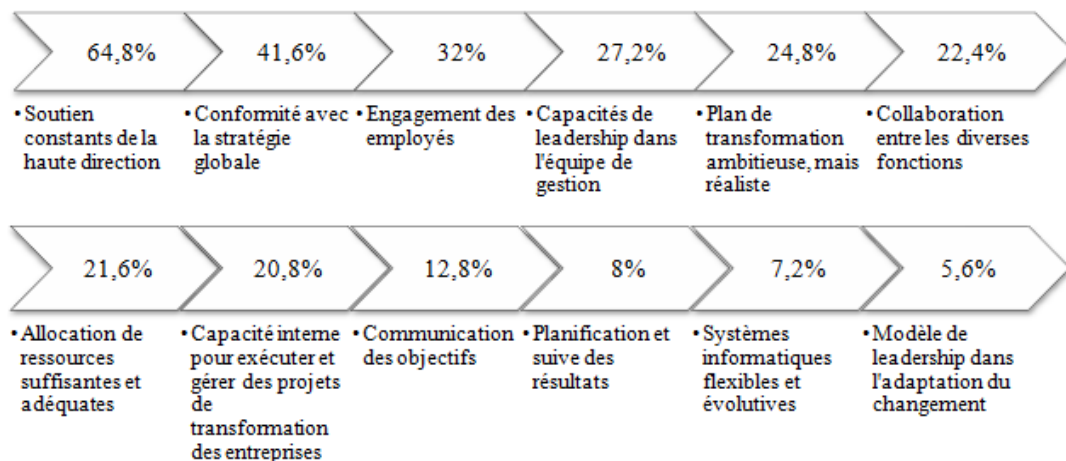 64,8%
41,6%
32%
27,2%
24,8%
22,4%
• Soutien
constants de la
haute direction
• Conformité avec
la stratégie
globale
• Engagement des
employés
• Capacités de
leadership dans
l'équipe de
gestion
• Plan de
transformation
ambitieuse, mais
réaliste
• Collaboration
entre les diverses
fonctions
21,6%
20,8%
12,8%
8%
7,2%
5,6%
• Allocation de
ressources
suffisantes et
adéquates
• Capacité interne
pour exécuter et
gérer des projets
de
transformation
des entreprises
• Communication
des objectifs
• Planification et
suive des
résultats
• Systèmes
informatiques
flexibles et
évolutives
• Modèle de
leadership dans
l'adaptation du
changement